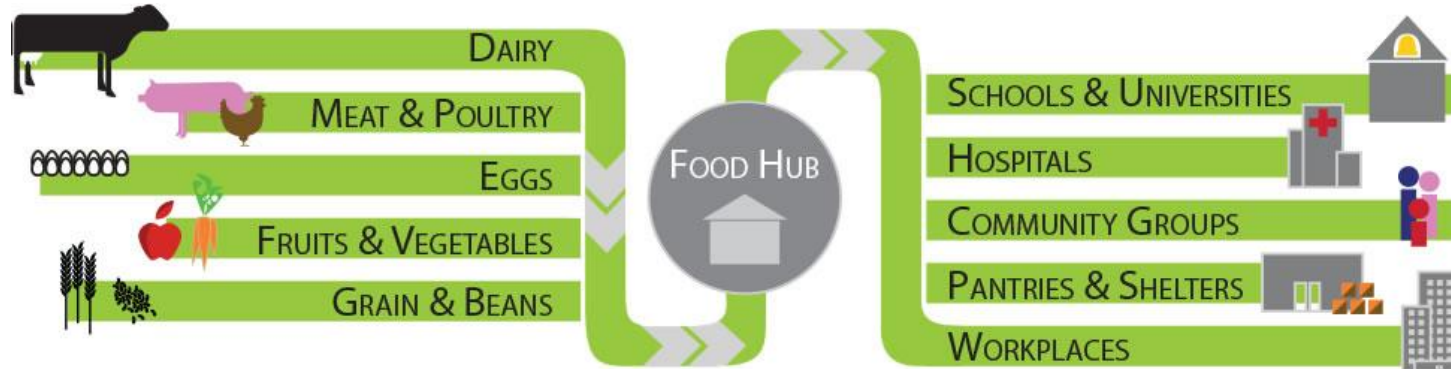 DAIRY
MEAT & POULTRY
EGGS
FRUITS & VEGETABLES
GRAIN & BEANS
FOOD HUB
SCHOOLS & UNIVERSITIES
HOSPITALS
COMMUNITY GROUPS
PANTRIES & SHELTERS
WORKPLACES